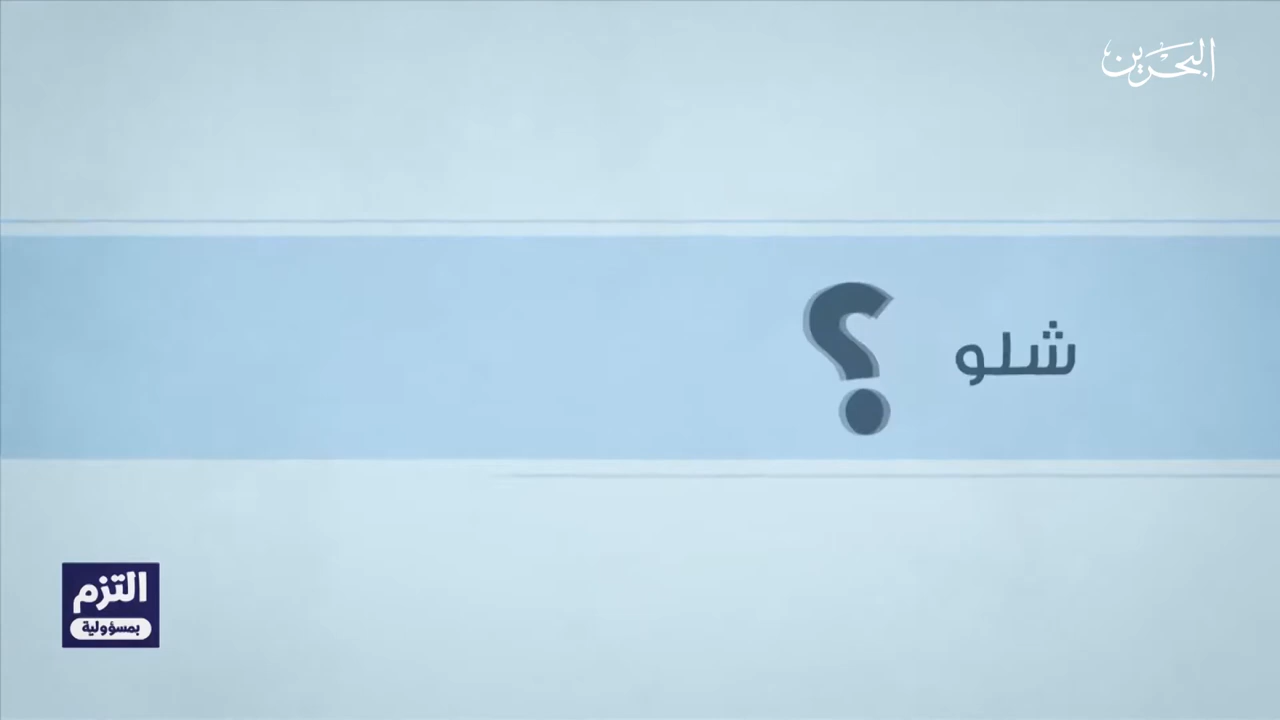 البحرين
شلو ؟
التزم
بمسؤولية